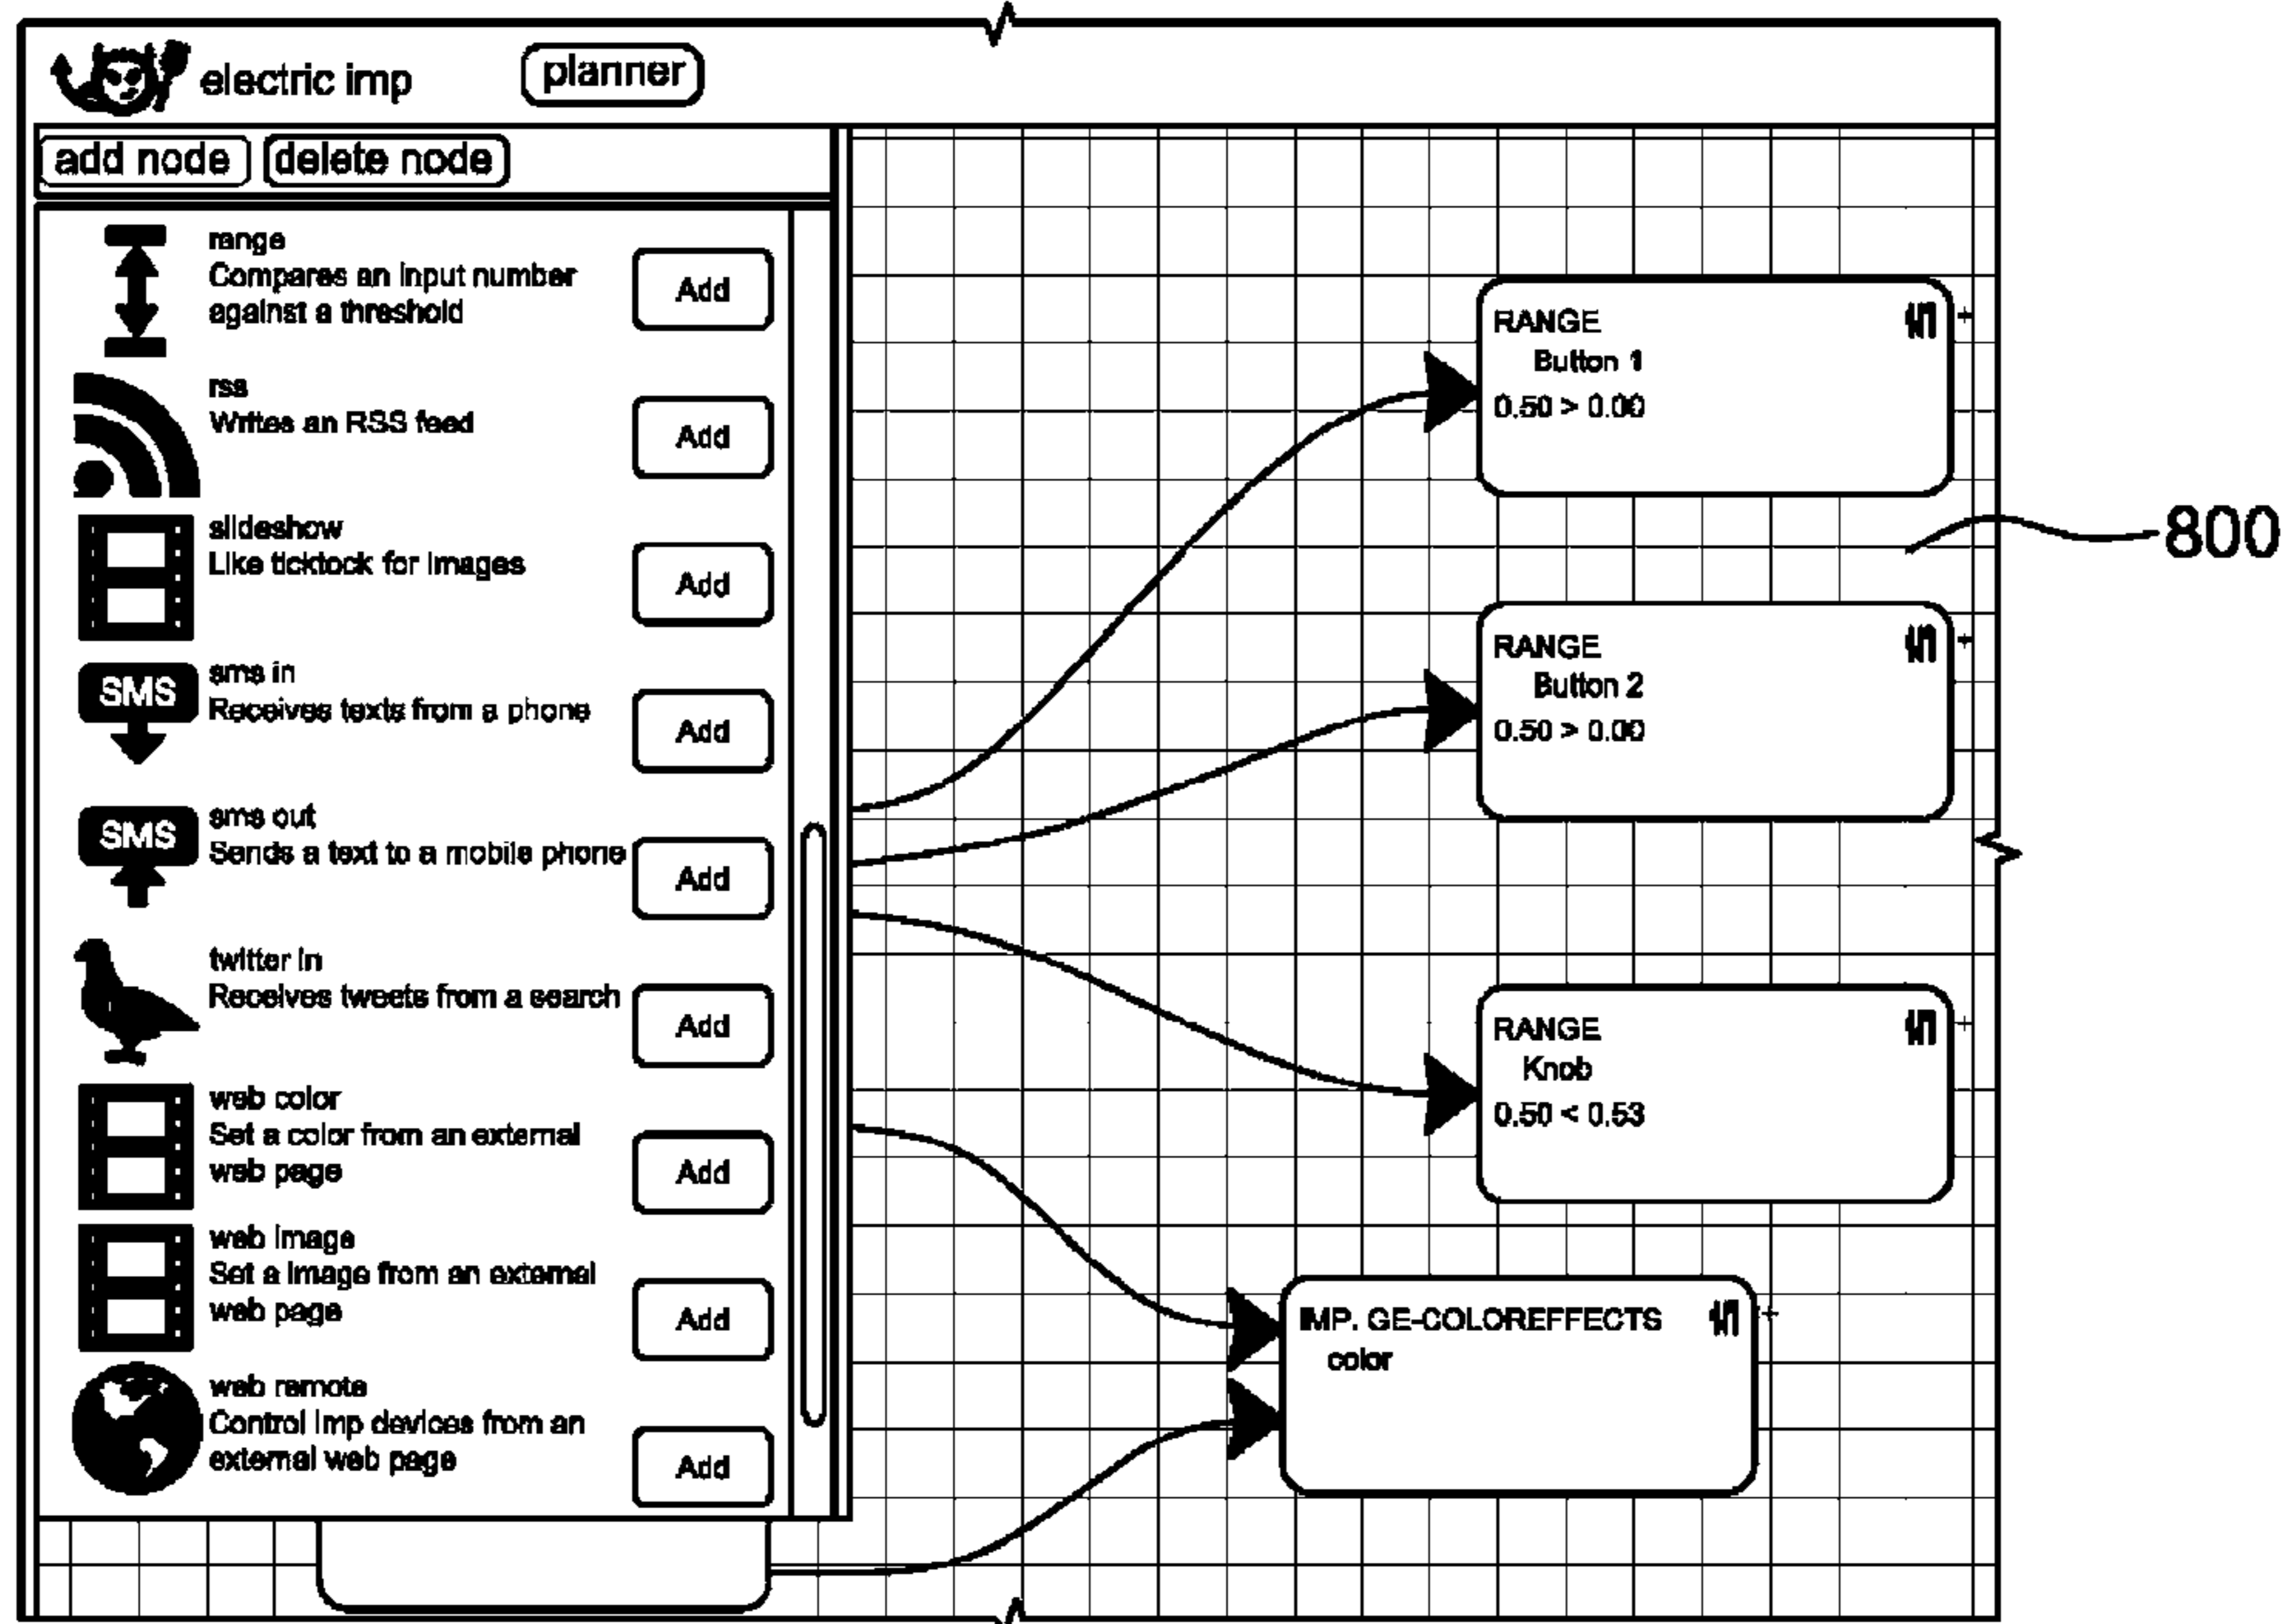 electric imp
planner
add node
delete node
range
Compares an input number
against a threshold
Add
rss
Writes an RSS feed
Add
slideshow
Like ticktock for images
Add
SMS
sms in
Receives texts from a phone
Add
SMS
sms out
Sends a text to a mobile phone
Add
twitter in
Receives tweets from a search
Add
web color
Set a color from an external
web page
Add
web image
Set a image from an external
web page
Add
web remote
Control imp devices from an
external web page
Add
RANGE
Button 1
0.50 > 0.00
800
RANGE
Button 2
0.50 > 0.00
RANGE
Knob
0.50 < 0.53
IMP. GE-COLOREFFECTS
color